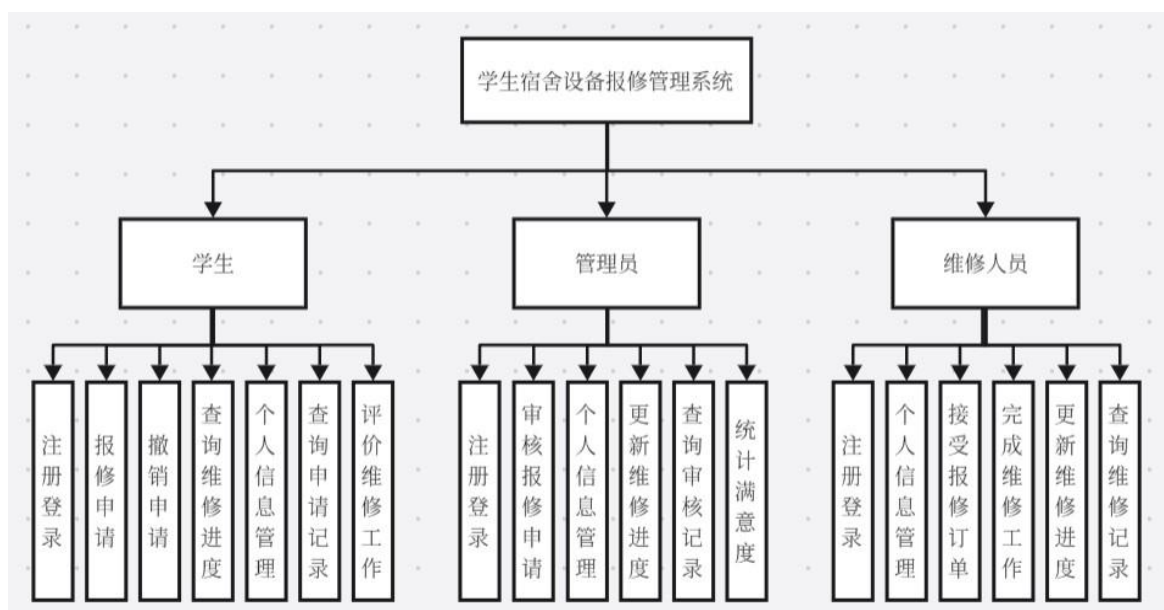 学生宿舍设备报修管理系统
学生
管理员
维修人员
注册登录
报修申请
撤销申请
查询维修进度
个人信息管理
查询申请记录
评价维修工作
注册登录
审核报修申请
个人信息管理
更新维修进度
查询审核记录
统计满意度
注册登录
个人信息管理
接受报修订单
完成维修工作
更新维修进度
查询维修记录